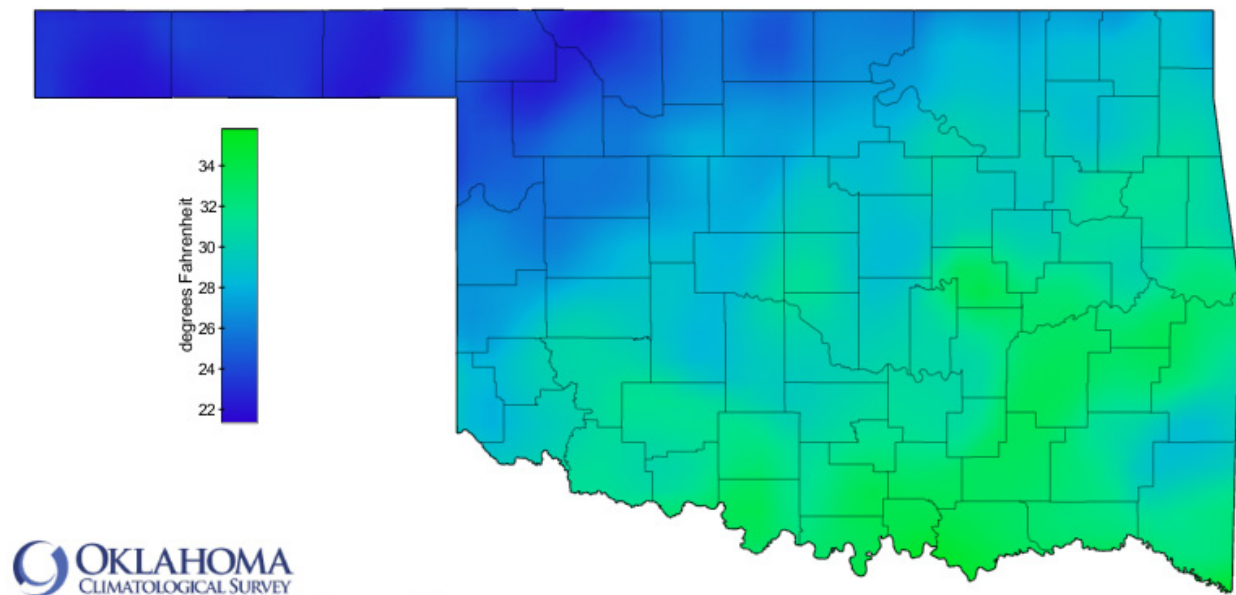 34
32
30
28
26
24
22
degrees Fahrenheit
OKLAHOMA
CLIMATOLOGICAL SURVEY